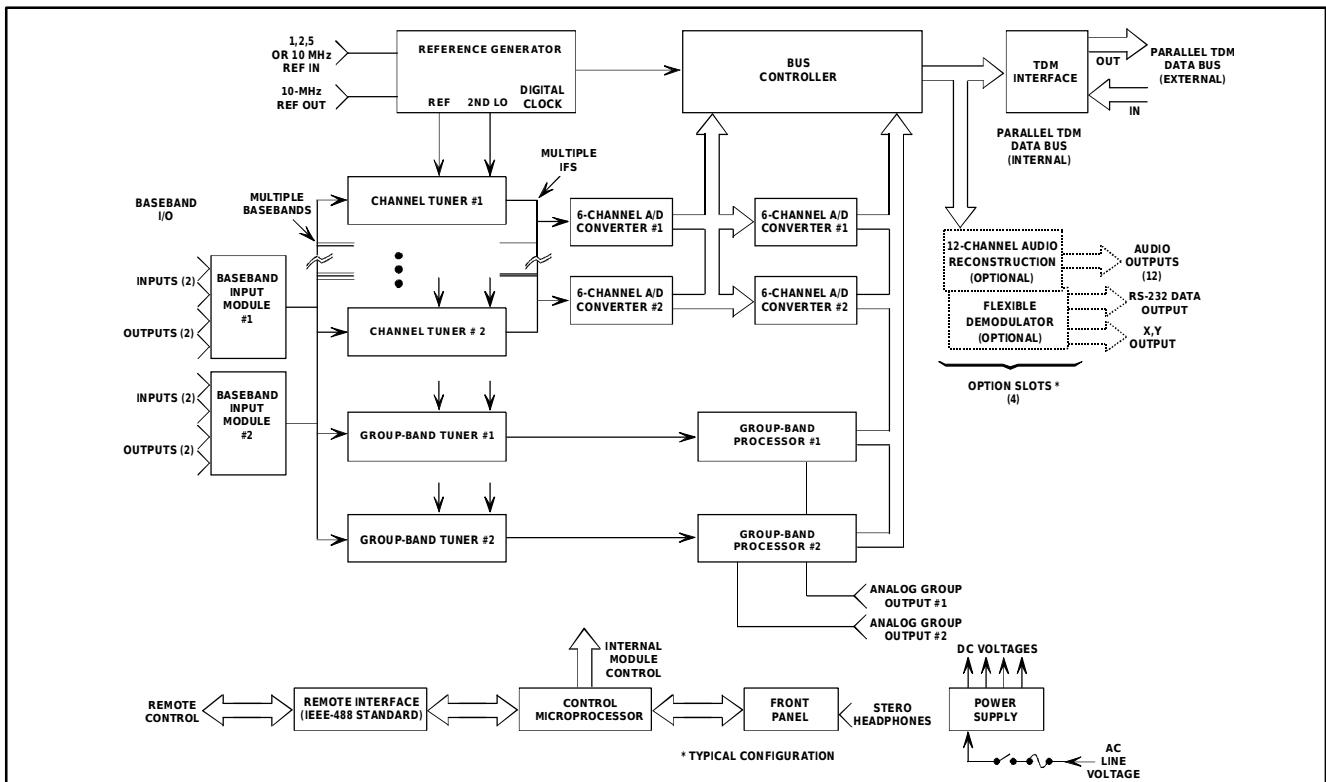 1,2,5
OR 10 MHz
REF IN
10-MHz
REF OUT
REFERENCE GENERATOR
REF
2ND LO
DIGITAL
CLOCK
BUS
CONTROLLER
TDM
INTERFACE
OUT
IN
PARALLEL TDM
DATA BUS
(EXTERNAL)
PARALLEL TDM
DATA BUS
(INTERNAL)
BASEBAND
I/O
MULTIPLE
BASEBANDS
CHANNEL TUNER #1
MULTIPLE
IFS
6-CHANNEL A/D
CONVERTER #1
6-CHANNEL A/D
CONVERTER #1
INPUTS (2)
OUTPUTS (2)
BASEBAND
INPUT
MODULE
#1
CHANNEL TUNER # 2
6-CHANNEL A/D
CONVERTER #2
6-CHANNEL A/D
CONVERTER #2
12-CHANNEL AUDIO
RECONSTRUCTION
(OPTIONAL)
FLEXIBLE
DEMODULATOR
(OPTIONAL)
AUDIO
OUTPUTS
(12)
RS-232 DATA
OUTPUT
X,Y
OUTPUT
OPTION SLOTS *
(4)
INPUTS (2)
OUTPUTS (2)
BASEBAND
INPUT
MODULE
#2
GROUP-BAND TUNER #1
GROUP-BAND
PROCESSOR #1
GROUP-BAND TUNER #2
GROUP-BAND
PROCESSOR #2
ANALOG GROUP
OUTPUT #1
ANALOG GROUP
OUTPUT #2
INTERNAL
MODULE
CONTROL
REMOTE
CONTROL
REMOTE INTERFACE
(IEEE-488 STANDARD)
CONTROL
MICROPROCESSOR
FRONT
PANEL
STERO
HEADPHONES
DC VOLTAGES
POWER
SUPPLY
AC
LINE
VOLTAGE
* TYPICAL CONFIGURATION